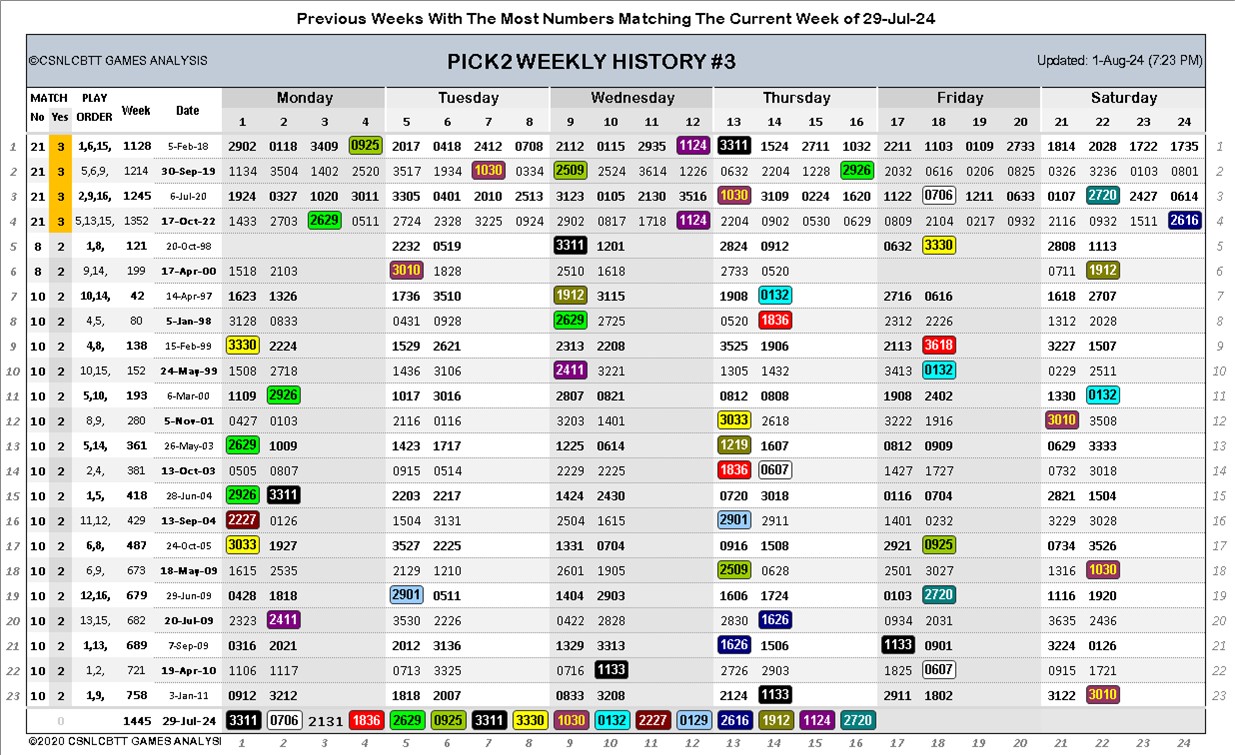 Previous Weeks With The Most Numbers Matching The Current Week of 29-Jul-24
©CSNLCBTT GAMES ANALYSIS PICK2 WEEKLY HISTORY #3 Updated: 1-Aug-24 (7:23 PM)
MATCH PLAY Week Date Monday Tuesday Wednesday Thursday Friday Saturday
No Yes ORDER 1 2 3 4 5 6 7 8 9 10 11 12 13 14 15 16 17 18 19 20 21 22 23 24
1 21 3 1,6,15, 1128 5-Feb-18 2902 0118 3409 0925 2017 0418 2412 0708 2112 0115 2935 1124 3311 1524 2711 1032 2211 1103 0109 2733 1814 2028 1722 1735 1
2 21 3 5,6,9, 1214 30-Sep-19 1134 3504 1402 2520 3517 1934 1030 0334 2509 2524 3614 1226 0632 2204 1228 2926 2032 0616 0206 0825 0326 3236 0103 0801 2
3 21 3 2,9,16, 1245 6-Jul-20 1924 0327 1020 3011 3305 0401 2010 2513 3123 0105 2130 3516 1030 3109 0224 1620 1122 0706 1211 0633 0107 2720 2427 0614 3
4 21 3 5,13,15, 1352 17-Oct-22 1433 2703 2629 0511 2724 2328 3225 0924 2902 0817 1718 1124 2204 0902 0530 0629 0809 2104 0219 0932 2116 0932 1511 2616 4
5 8 2 1,8, 121 20-Oct-98 2232 0519 3311 1201 2824 0912 0632 3330 2808 1113 5
6 8 2 9,14, 199 17-Apr-00 1518 2103 3010 1828 2510 1618 2733 0520 0711 1912 6
7 10 2 10,14, 42 14-Apr-97 1623 1326 1736 3510 1912 3115 1908 0132 2716 0616 1618 2707 7
8 10 2 4,5, 80 5-Jan-98 3128 0833 0431 0928 2629 2725 0520 1836 2312 2226 1312 2028 8
9 10 2 4,8, 138 15-Feb-99 3330 2224 1529 2621 2313 2208 3525 1906 2113 3618 3227 1507 9
10 10 2 10,15, 152 24-May-99 1508 2718 1436 3106 2411 3221 1305 1432 3413 0132 0229 2511 10
11 10 2 5,10, 193 6-Mar-00 1109 2926 1017 3016 2807 0821 0812 0808 1908 2402 1330 0132 11
12 10 2 8,9, 280 5-Nov-01 0427 0103 2116 0116 3203 1401 3033 2618 3222 1916 3010 3508 12
13 10 2 5,14, 361 26-May-03 2629 1009 1423 1717 1225 0614 1219 1607 0812 0909 0629 3333 13
14 10 2 2,4, 381 13-Oct-03 0505 0807 0915 0514 2229 2225 1836 0607 1427 1727 0732 3018 14
15 10 2 1,5, 418 28-Jun-04 2926 3311 2203 2217 1424 2430 0720 3018 0116 0704 2821 1504 15
16 10 2 11,12, 429 13-Sep-04 2227 0126 1504 3131 2504 1615 2901 2911 1401 0232 3229 3028 16
17 10 2 6,8, 487 24-Oct-05 3033 1927 3527 2225 1331 0704 0916 1508 2921 0925 0734 3526 17
18 10 2 6,9, 673 18-May-09 1615 2535 2129 1210 2601 1905 2509 0628 2501 3027 1316 1030 18
19 10 2 12,16, 679 29-Jun-09 0428 1818 2901 0511 1404 2903 1606 1724 0103 2720 1116 1920 19
20 10 2 13,15, 682 20-Jul-09 2323 2411 3530 2226 0422 2828 2830 1626 0934 2031 3635 2436 20
21 10 2 1,13, 689 7-Sep-09 0316 2021 2012 3136 1329 3313 1626 1506 1133 0901 3224 0126 21
22 10 2 1,2, 721 19-Apr-10 1106 1117 0713 3325 0716 1133 2726 2903 1825 0607 0915 1721 22
23 10 2 1,9, 758 3-Jan-11 0912 3212 1818 2007 0833 3208 2124 1133 2911 1802 3122 3010 23
0 1445 29-Jul-24 3311 0706 2131 1836 2629 0925 3311 3330 1030 0132 2227 0129 2616 1912 1124 2720
©2020 CSNLCBTT GAMES ANALYSI 1 2 3 4 5 6 7 8 9 10 11 12 13 14 15 16 17 18 19 20 21 22 23 24